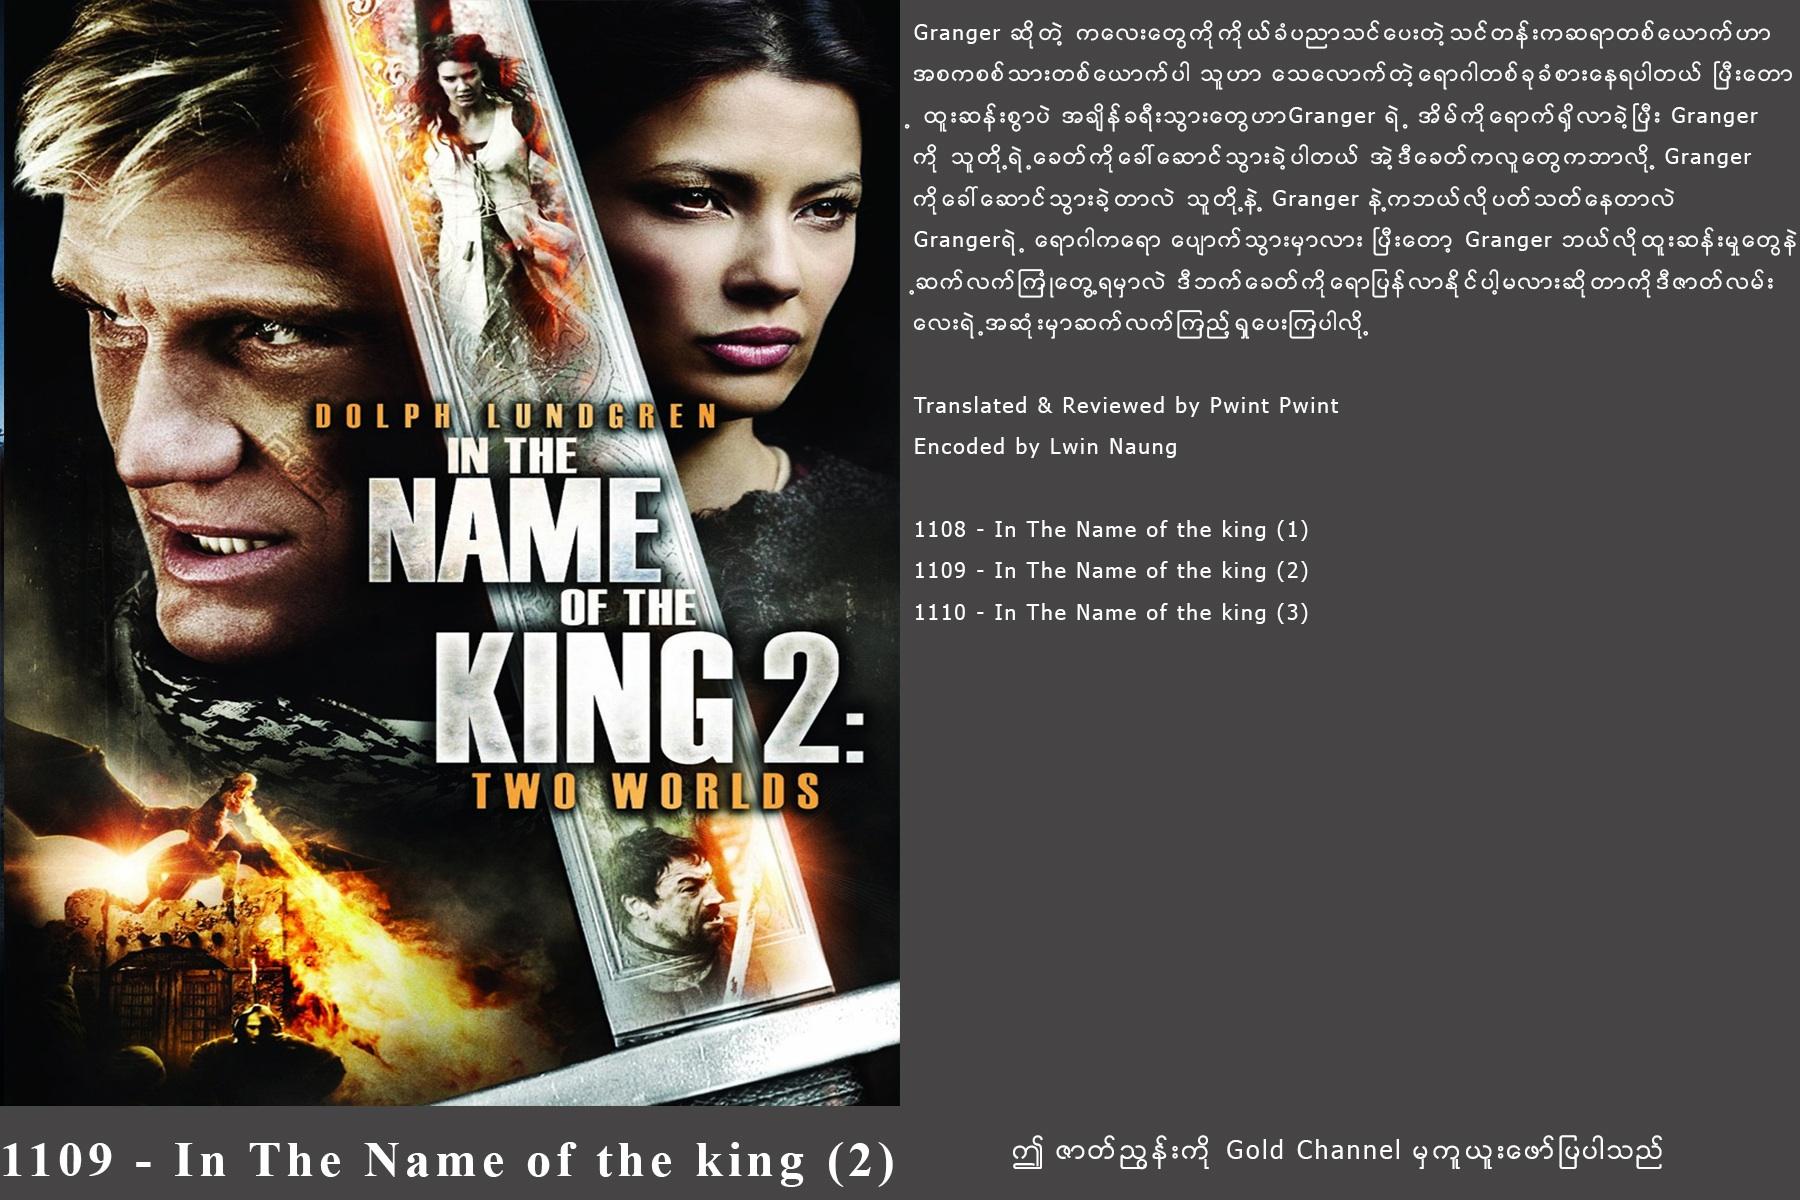 DOLPH LUNDGREN
IN THE
NAME
OF THE
KING 2:
TWO WORLDS
1109 - In The Name of the king (2)
Granger ဆိုတဲ့ ကလေးတွေကိုကိုယ်ခံပညာသင်ပေးတဲ့သင်တန်းကဆရာတစ်ယောက်ဟာ
အစကစစ်သားတစ်ယောက်ပါ သူဟာ သေလောက်တဲ့ရောဂါတစ်ခုခံစားနေရပါတယ် ပြီးတော
့ ထူးဆန်းစွာပဲ အချိန်ခရီးသွားတွေဟာGranger ရဲ့ အိမ်ကိုရောက်ရှိလာခဲ့ပြီး Granger
ကို သူတို့ရဲ့ခေတ်ကိုခေါ်ဆောင်သွားခဲ့ပါတယ် အဲ့ဒီခေတ်ကလူတွေကဘာလို့ Granger
ကိုခေါ်ဆောင်သွားခဲ့တာလဲ သူတို့နဲ့ Granger နဲ့ကဘယ်လိုပတ်သတ်နေတာလဲ
Grangerရဲ့ ရောဂါကရော ပျောက်သွားမှာလား ပြီးတော့ Granger ဘယ်လိုထူးဆန်းမှုတွေနဲ
့ဆက်လက်ကြုံတွေ့ရမှာလဲ ဒီဘက်ခေတ်ကိုရောပြန်လာနိုင်ပါ့မလားဆိုတာကိုဒီဇာတ်လမ်း
လေးရဲ့အဆုံးမှာဆက်လက်ကြည့်ရှုပေးကြပါလို့
Translated & Reviewed by Pwint Pwint
Encoded by Lwin Naung
1108 - In The Name of the king (1)
1109 - In The Name of the king (2)
1110 - In The Name of the king (3)
ဤ ဇာတ်ညွှန်းကို Gold Channel မှကူးယူဖော်ပြပါသည်